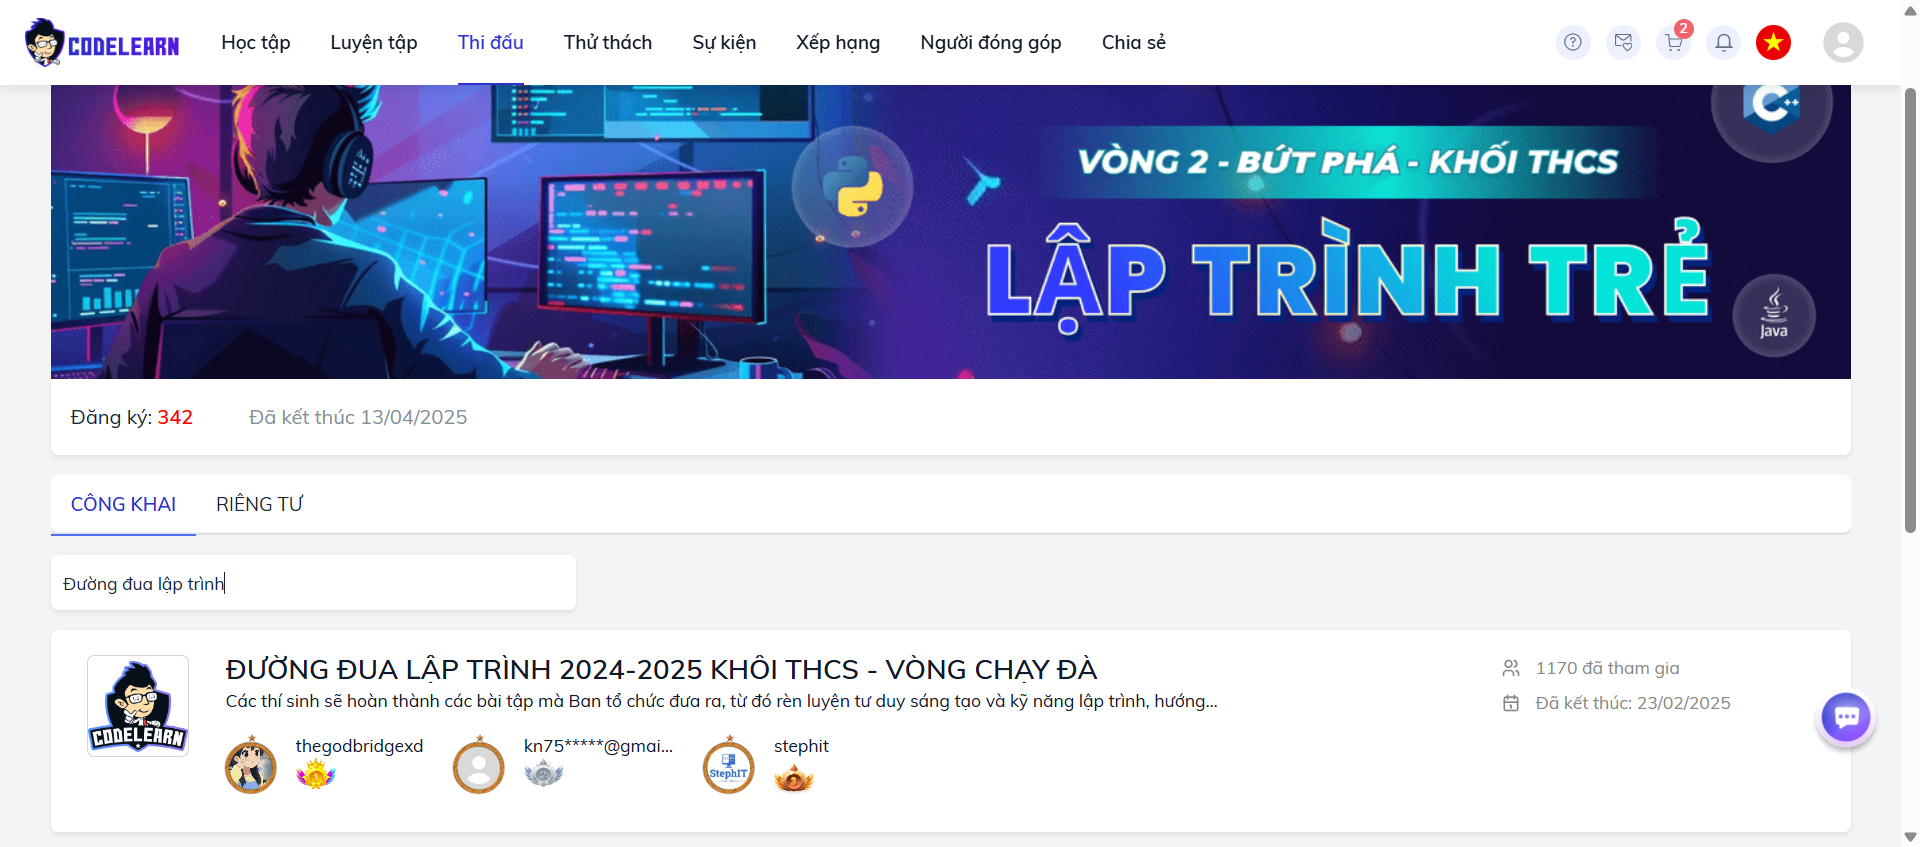 CODELEARN
Học tập
Luyện tập
Thi đấu
Thử thách
Sự kiện
Xếp hạng
Người đóng góp
Chia sẻ
2
C++
VÒNG 2 - BỨT PHÁ - KHỐI THCS
LẬP TRÌNH TRẺ
Java
Đăng ký: 342
Đã kết thúc 13/04/2025
CÔNG KHAI
RIÊNG TƯ
Đường đua lập trình
ĐƯỜNG ĐUA LẬP TRÌNH 2024-2025 KHỐI THCS - VÒNG CHẠY ĐÀ
Các thí sinh sẽ hoàn thành các bài tập mà Ban tổ chức đưa ra, từ đó rèn luyện tư duy sáng tạo và kỹ năng lập trình, hướng...
1170 đã tham gia
Đã kết thúc: 23/02/2025
CODELEARN
thegodbridgexd
1
kn75*****@gmai...
2
StephIT
stephit